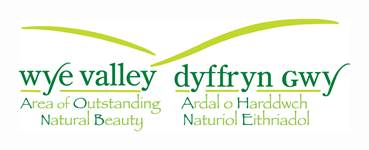 wye valley dyffryn Gwy
Area of Outstanding Ardal o Harddwch
Natural Beauty Naturiol Eithriadol